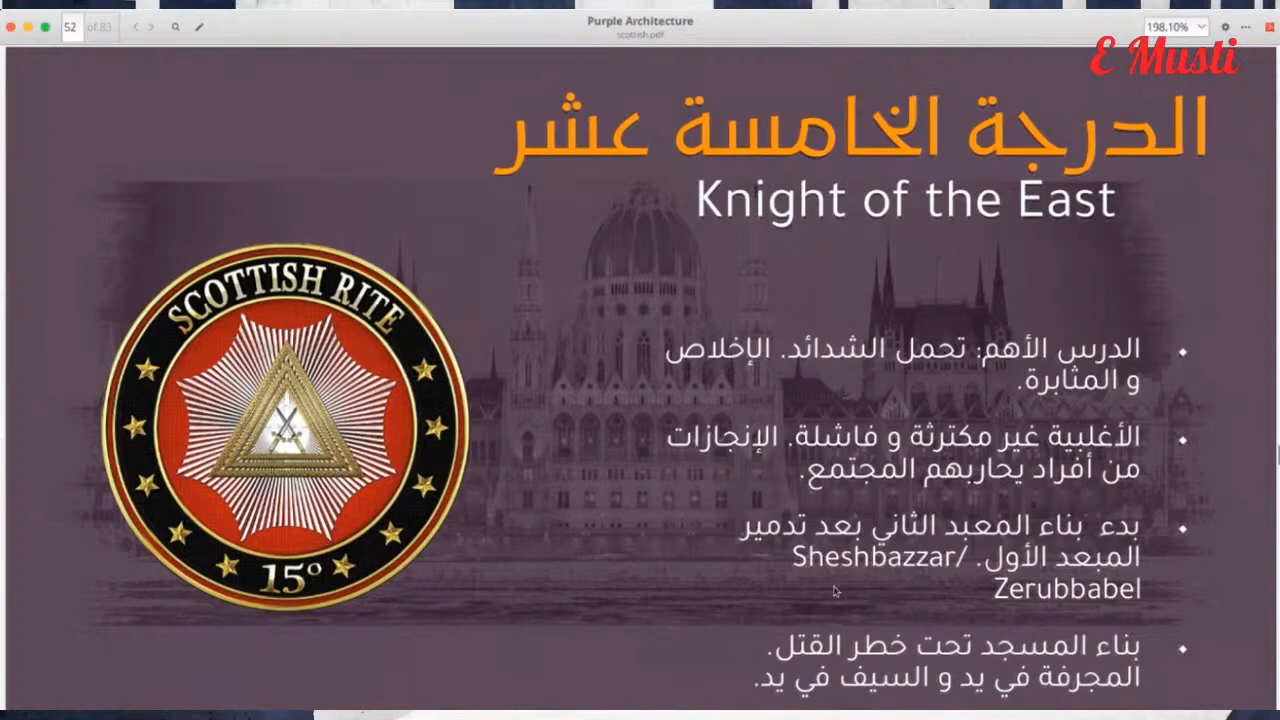 52 of 83
Purple Architecture
scottish.pdf
198.10%
E Musti
الدرجة الخامسة عشر
Knight of the East
SCOTTISH RITE
15°
الدرس الأهم: تحمل الشدائد. الإخلاص
و المثابرة.
الأغلبية غير مكترثة و فاشلة. الإنجازات
من أفراد يحاربهم المجتمع.
بدء بناء المعبد الثاني بعد تدمير
المبعد الأول. /Sheshbazzar
Zerubbabel
بناء المسجد تحت خطر القتل.
المجرفة في يد و السيف في يد.